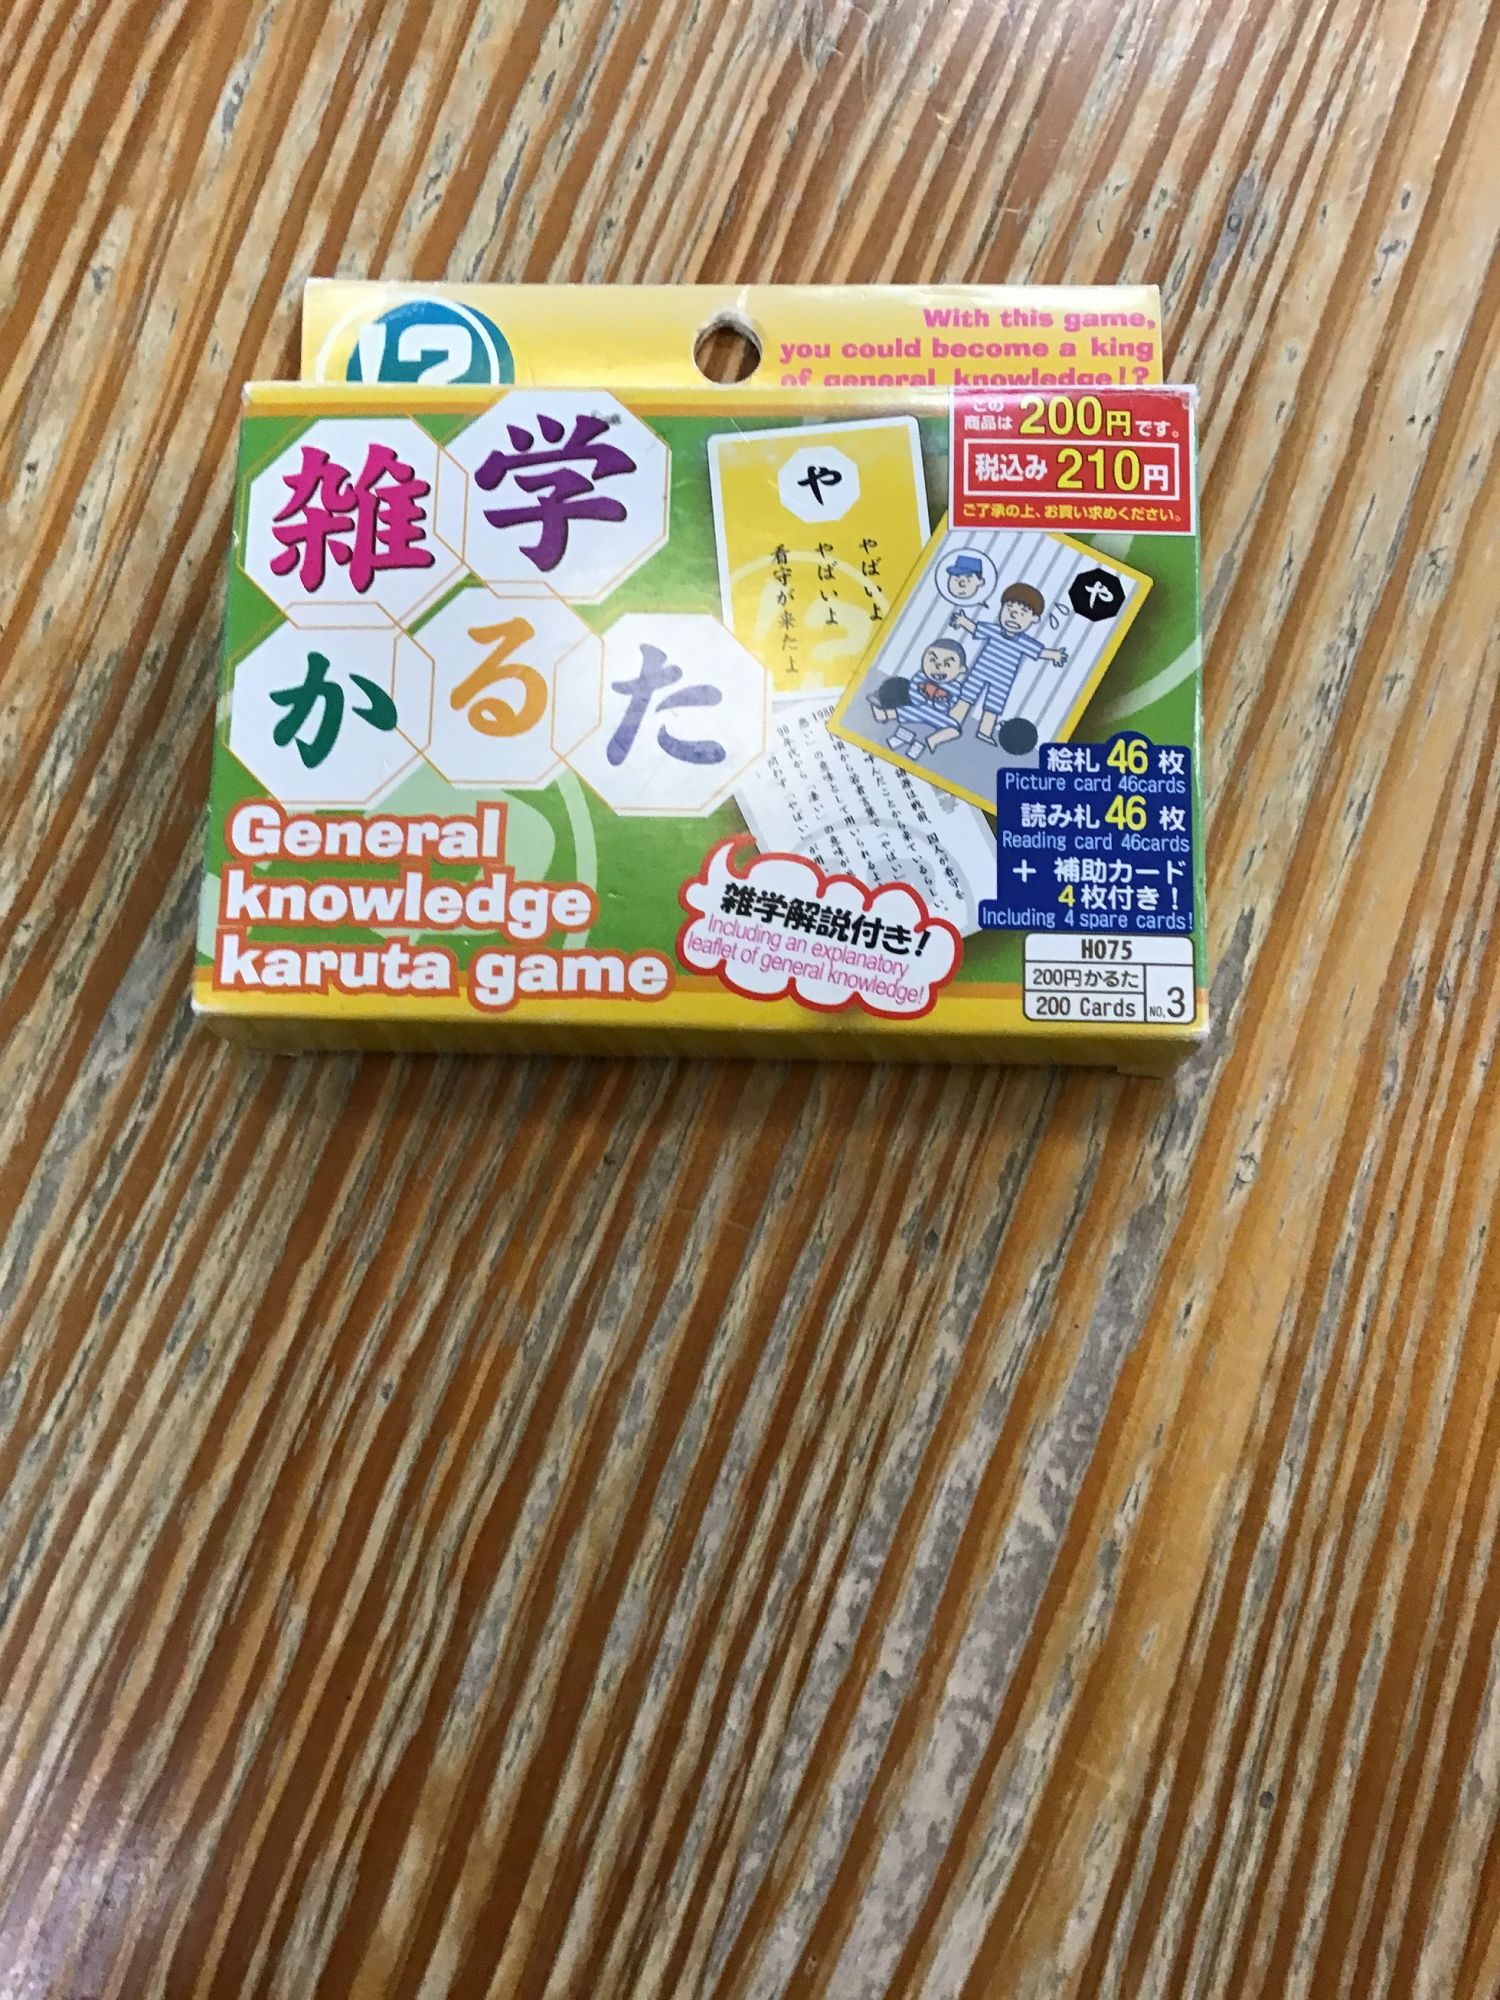 !?
With this game,
you could become a king
of general knowledge!?
この
商品は 200円です。
税込み 210円
ご了承の上、お買い求めください。
雑学
かるた
General
knowledge
karuta game
や
やばいよ
やばいよ
看守が来たよ
や
絵札 46 枚
Picture card 46cards
読み札 46 枚
Reading card 46cards
+ 補助カード
4枚付き!
Including 4 spare cards!
雑学解説付き!
Including an explanatory
leaflet of general knowledge!
H075
200円かるた
200 Cards
NO.3